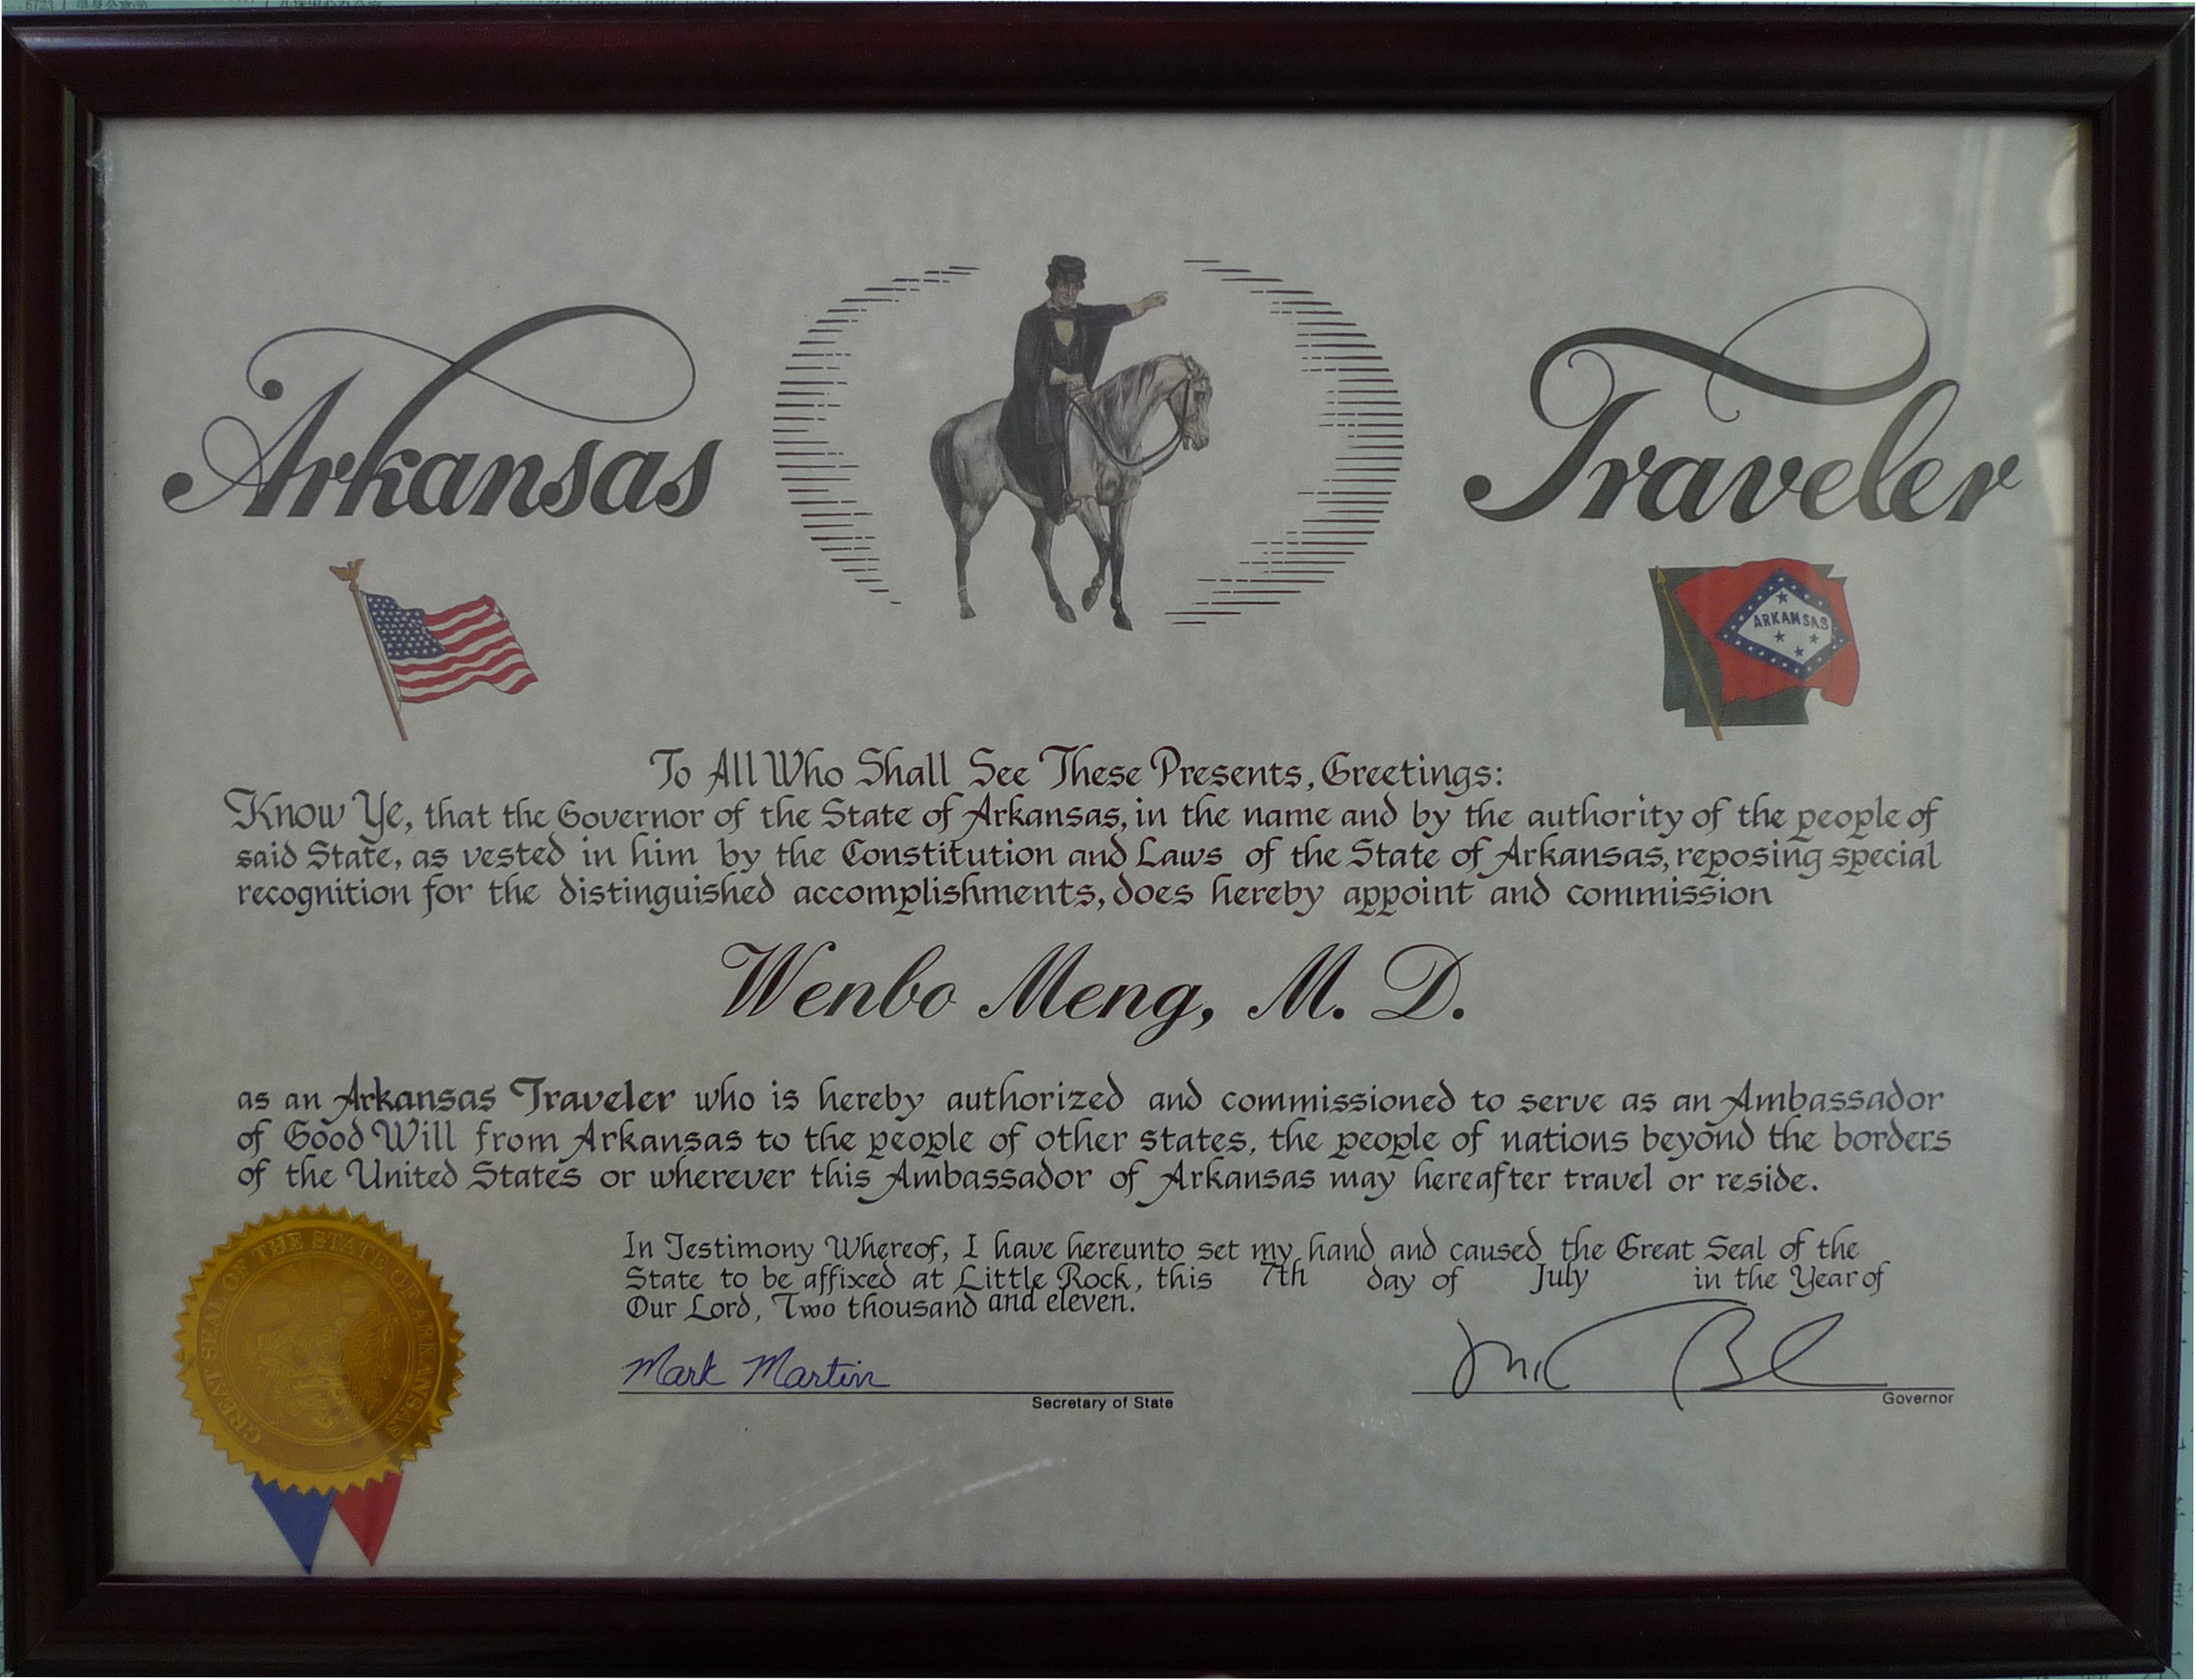 Arkansas Traveler
ARKANSAS
To All Who Shall See These Presents, Greetings:
Know Ye, that the Governor of the State of Arkansas, in the name and by the authority of the people of
said State, as vested in him by the Constitution and Laws of the State of Arkansas, reposing special
recognition for the distinguished accomplishments, does hereby appoint and commission
Wenbo Meng, M. D.
as an Arkansas Traveler who is hereby authorized and commissioned to serve as an Ambassador
of Good Will from Arkansas to the people of other states, the people of nations beyond the borders
of the United States or wherever this Ambassador of Arkansas may hereafter travel or reside.
In Testimony Whereof, I have hereunto set my hand and caused the Great Seal of the
State to be affixed at Little Rock, this 7th day of July in the Year of
Our Lord, Two thousand and eleven.
Mark Martin
Secretary of State
Governor
GREAT SEAL OF THE STATE OF ARKANSAS